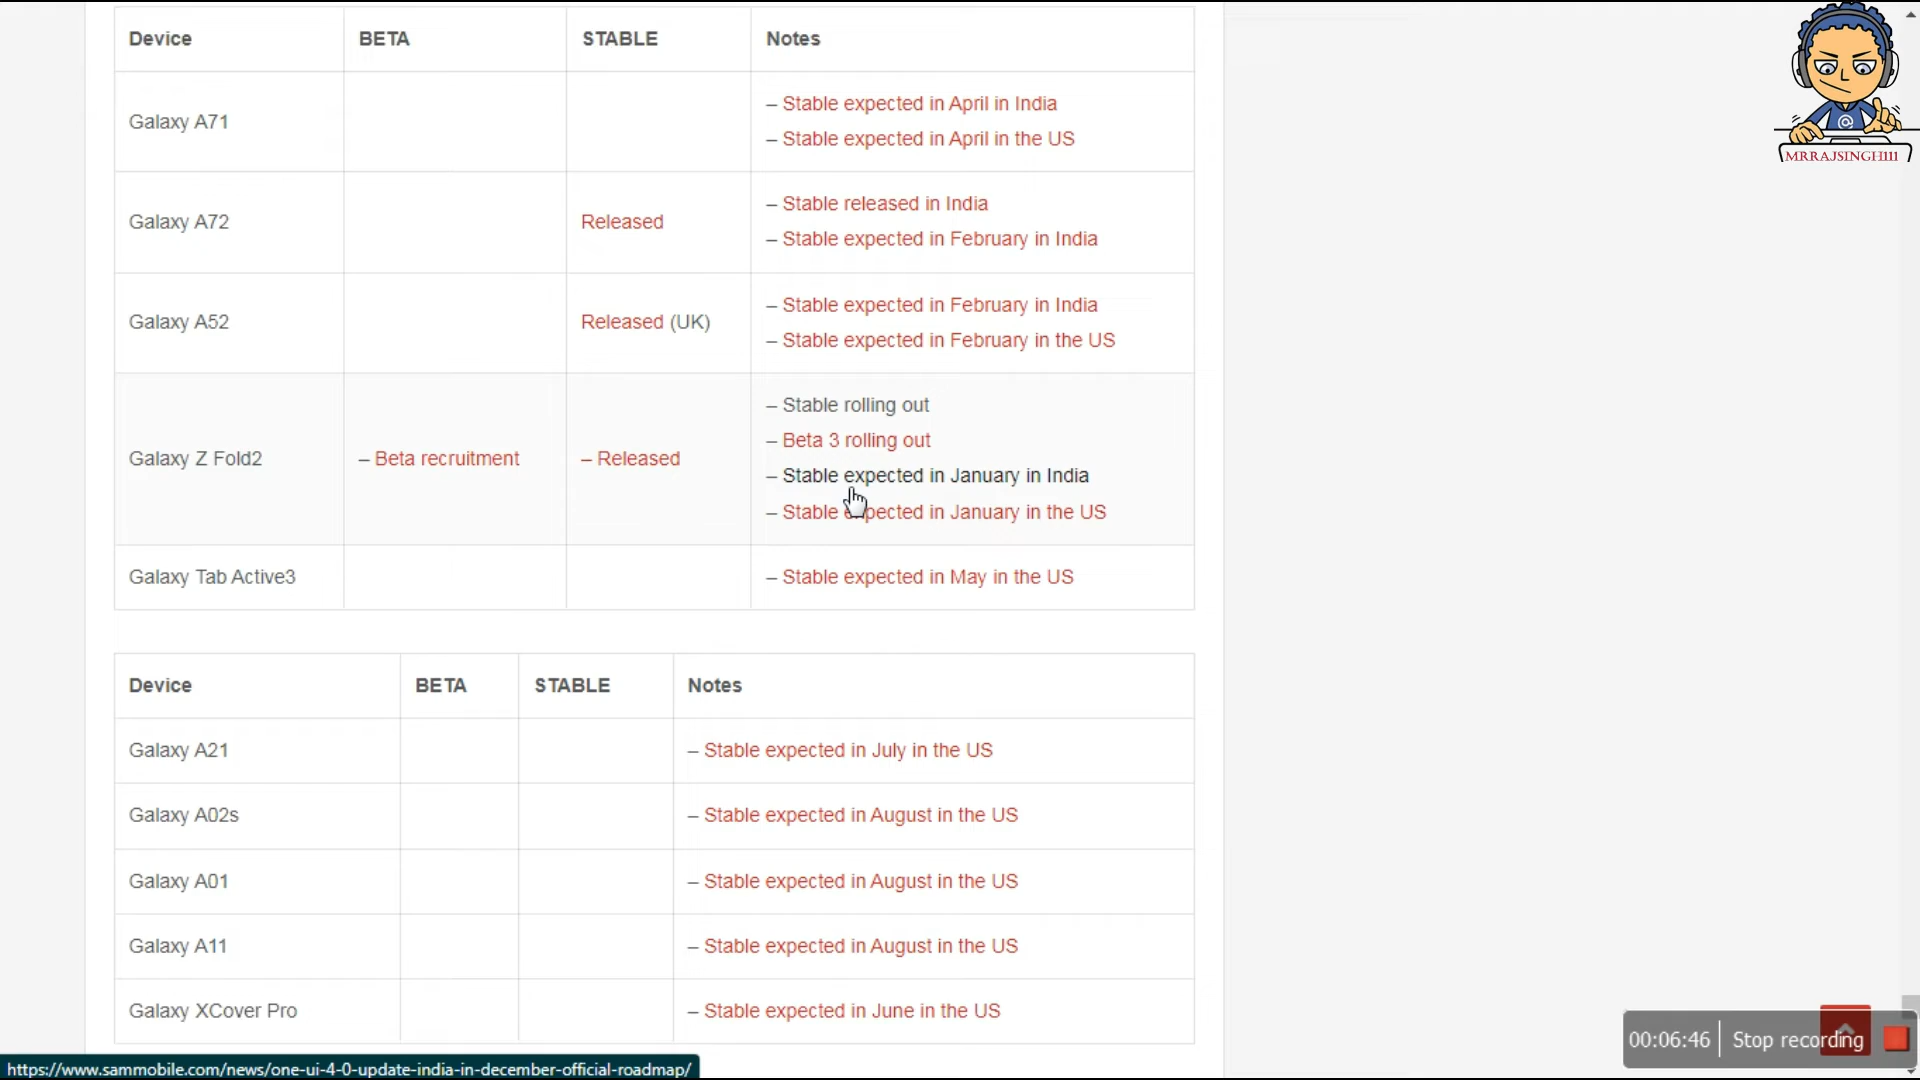 Device BETA STABLE Notes
Galaxy A71
– Stable expected in April in India
– Stable expected in April in the US
Galaxy A72 Released
– Stable released in India
– Stable expected in February in India
Galaxy A52 Released (UK)
– Stable expected in February in India
– Stable expected in February in the US
Galaxy Z Fold2 – Beta recruitment – Released
– Stable rolling out
– Beta 3 rolling out
– Stable expected in January in India
– Stable expected in January in the US
Galaxy Tab Active3 – Stable expected in May in the US
Device BETA STABLE Notes
Galaxy A21 – Stable expected in July in the US
Galaxy A02s – Stable expected in August in the US
Galaxy A01 – Stable expected in August in the US
Galaxy A11 – Stable expected in August in the US
Galaxy XCover Pro – Stable expected in June in the US
https://www.sammobile.com/news/one-ui-4-0-update-india-in-december-official-roadmap/
00:06:46 Stop recording
@
MRRAJSINGH111